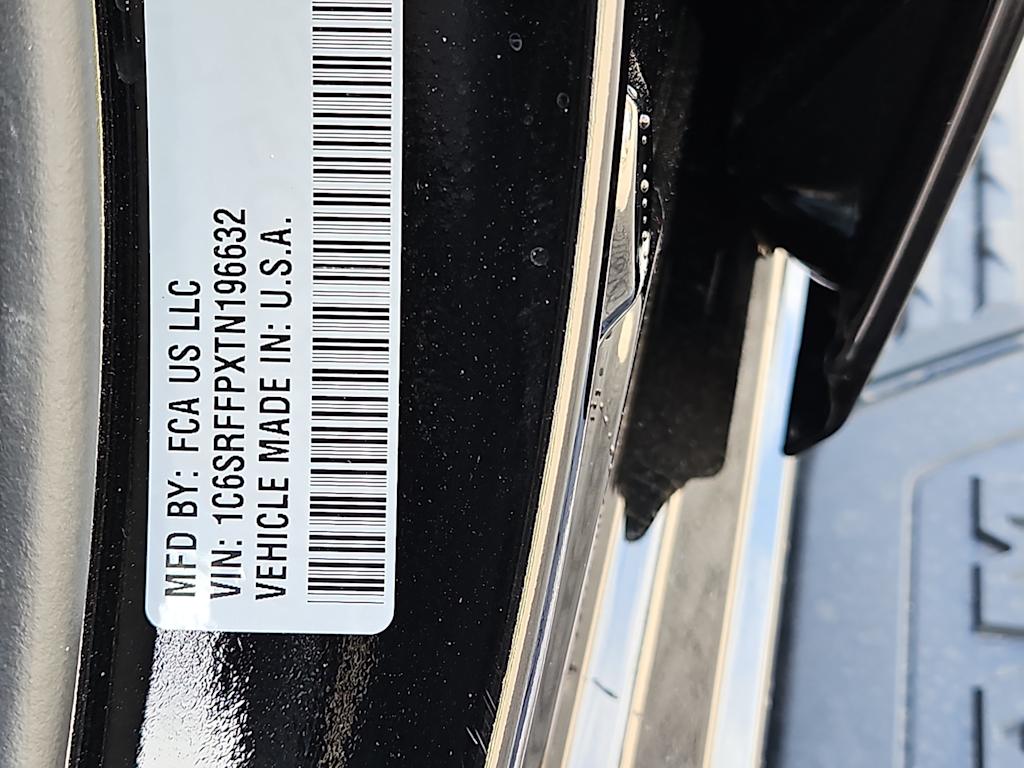 MFD BY: FCA US LLC
VIN: 1C6SRFFPXTN196632
VEHICLE MADE IN: U.S.A.